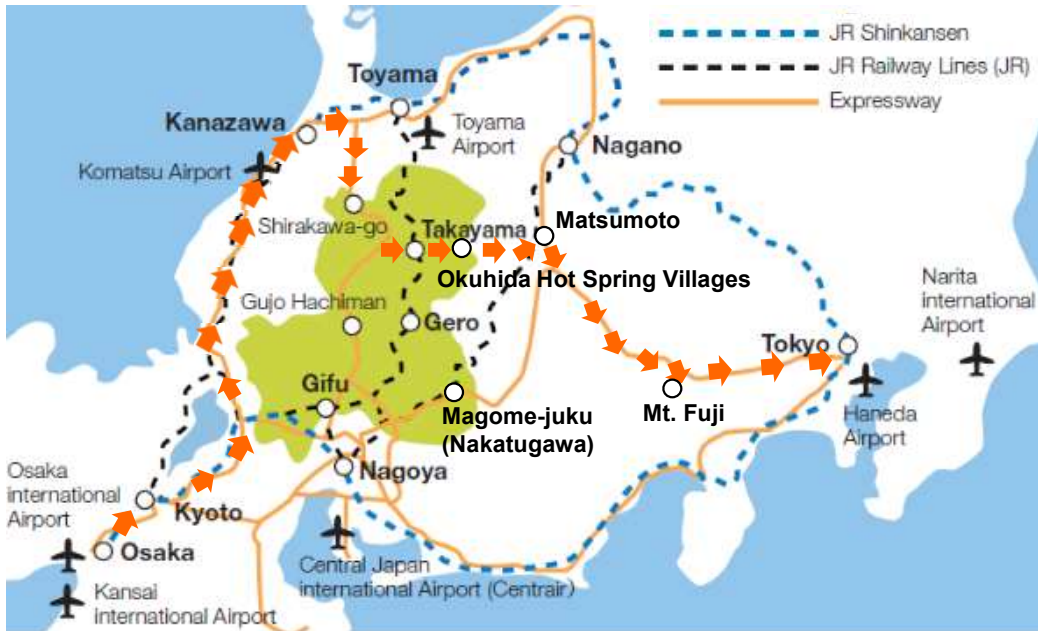 JR Shinkansen
JR Railway Lines (JR)
Expressway
Toyama
Kanazawa
Toyama
Airport
Komatsu Airport
Nagano
Shirakawa-go
Takayama
Matsumoto
Okuhida Hot Spring Villages
Narita
international
Airport
Gujo Hachiman
Gero
Tokyo
Gifu
Magome-juku
(Nakatugawa)
Mt. Fuji
Haneda
Airport
Nagoya
Osaka
international
Airport
Kyoto
Osaka
Central Japan
international Airport (Centrair)
Kansai
International Airport